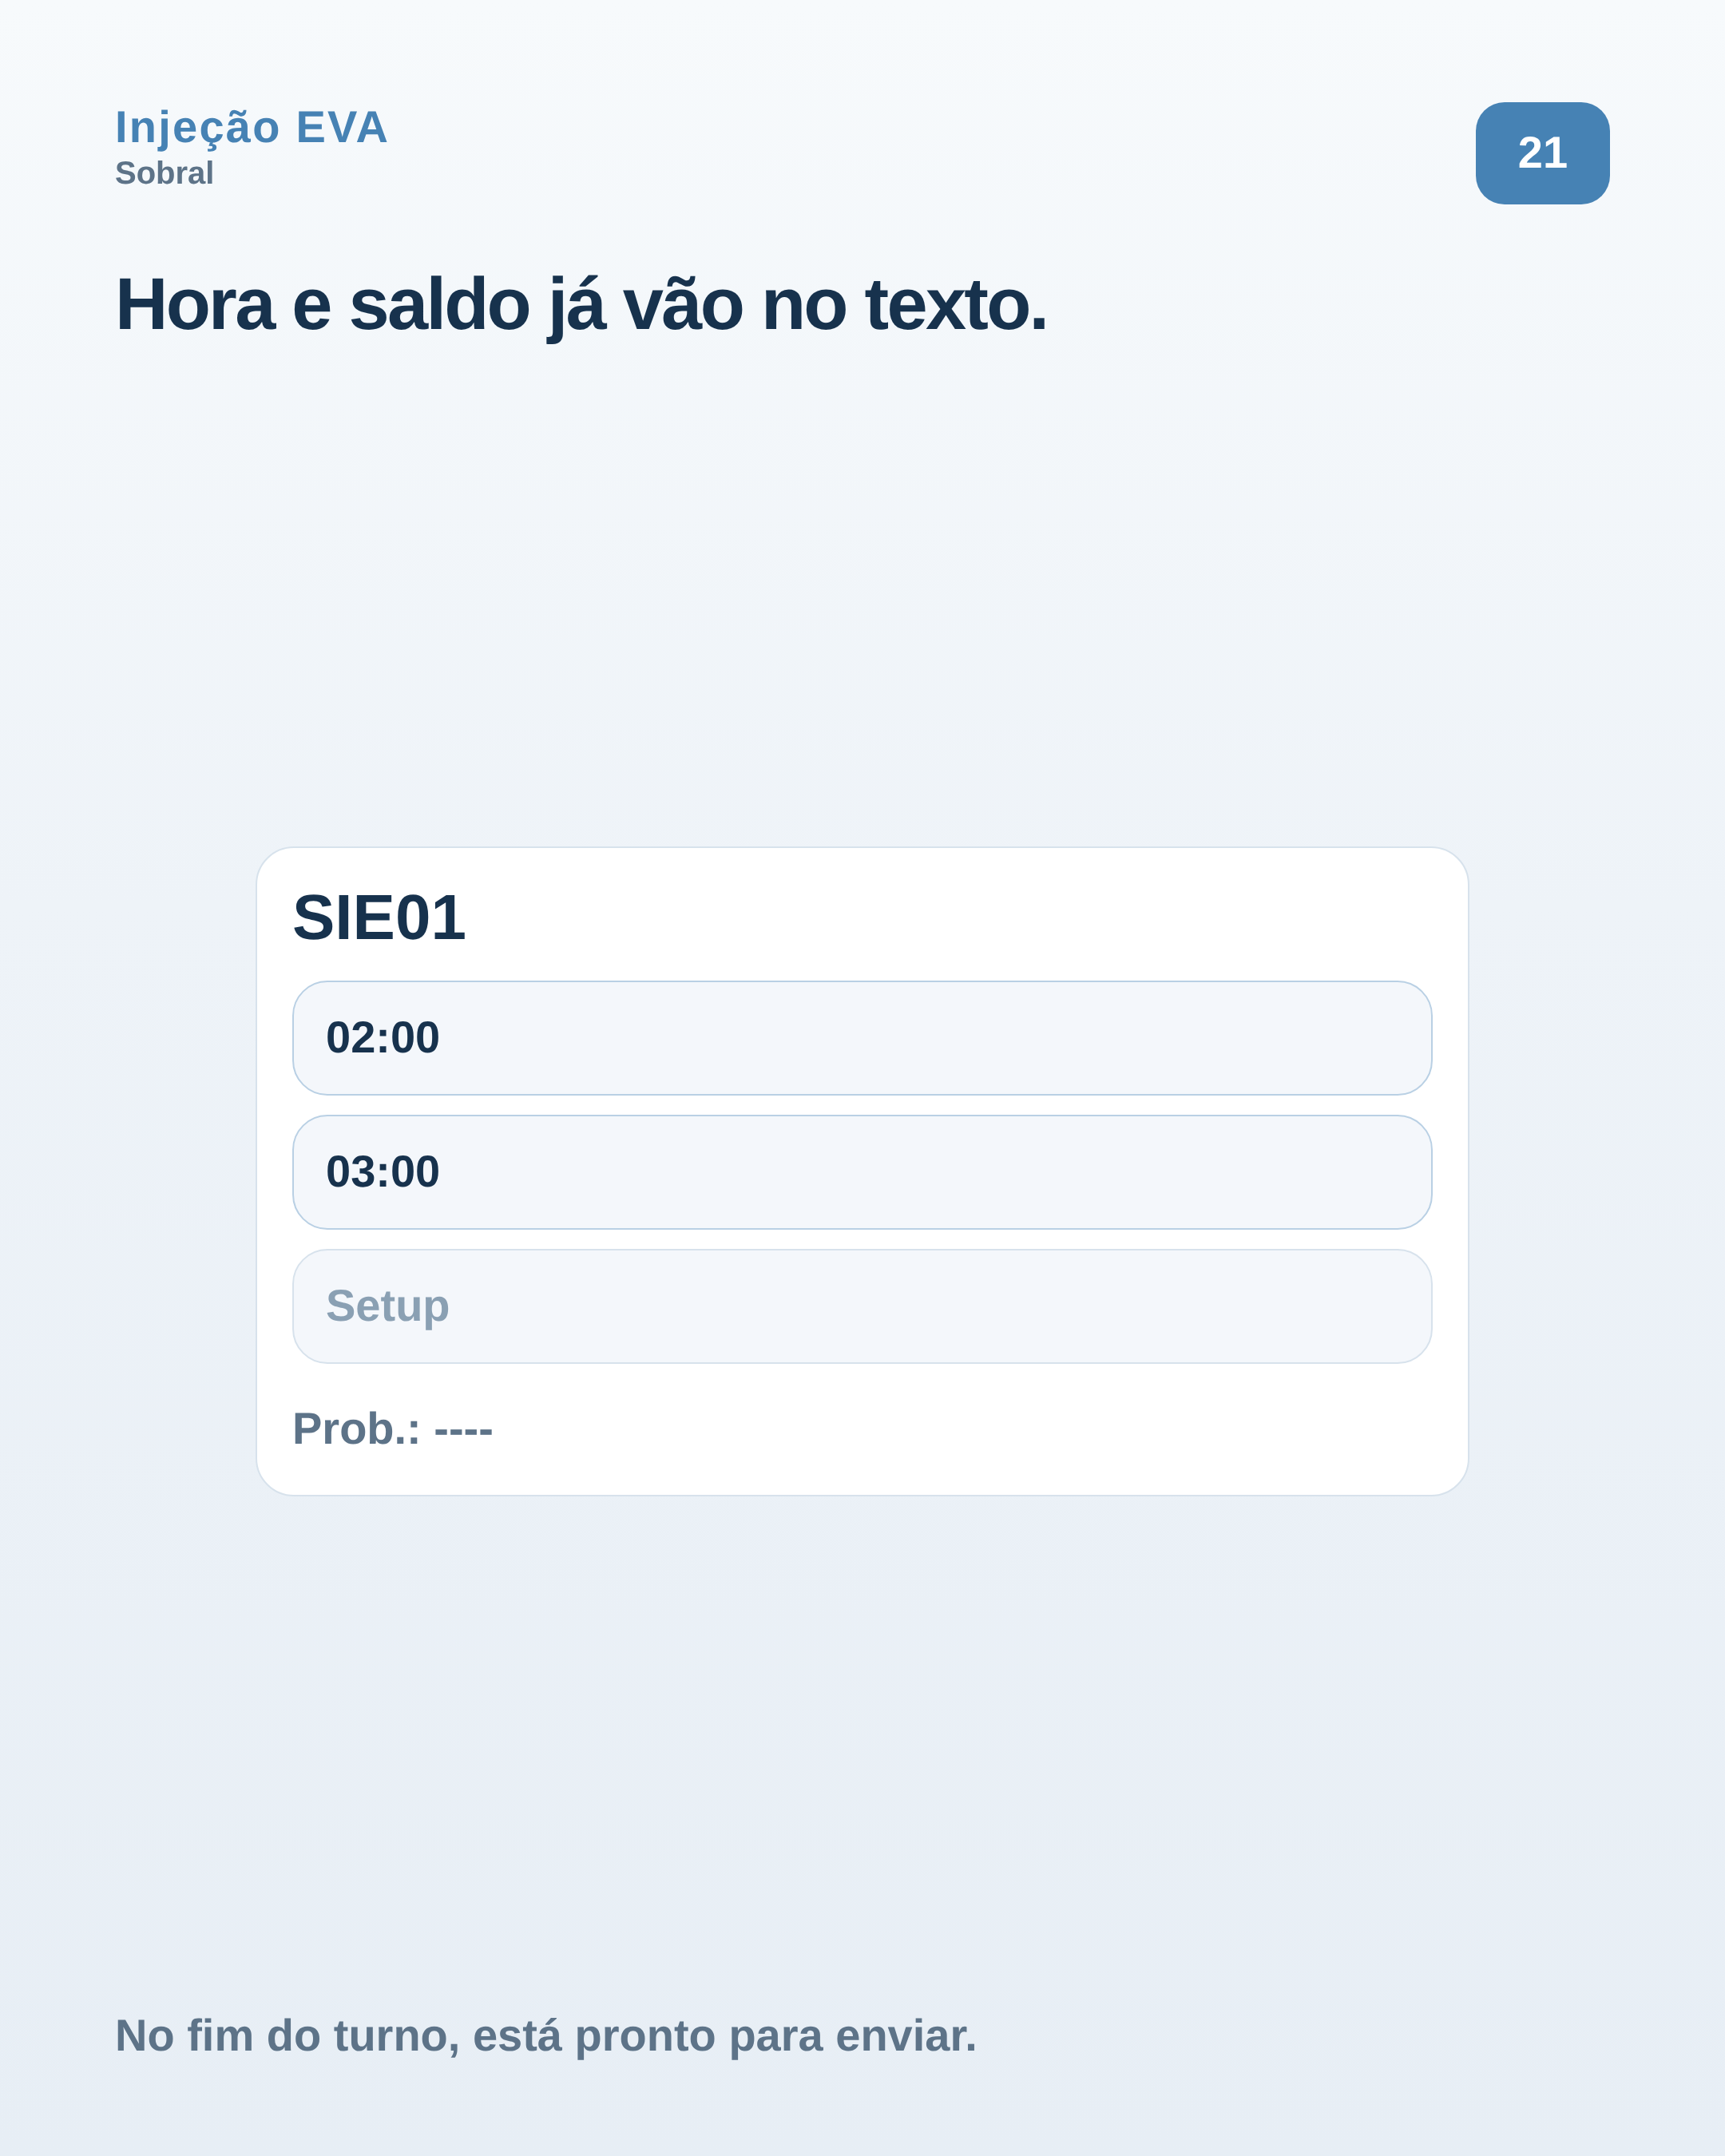 Injeção EVA
Sobral
21
Hora e saldo já vão no texto.
SIE01
02:00
03:00
Setup
Prob.: ----
No fim do turno, está pronto para enviar.